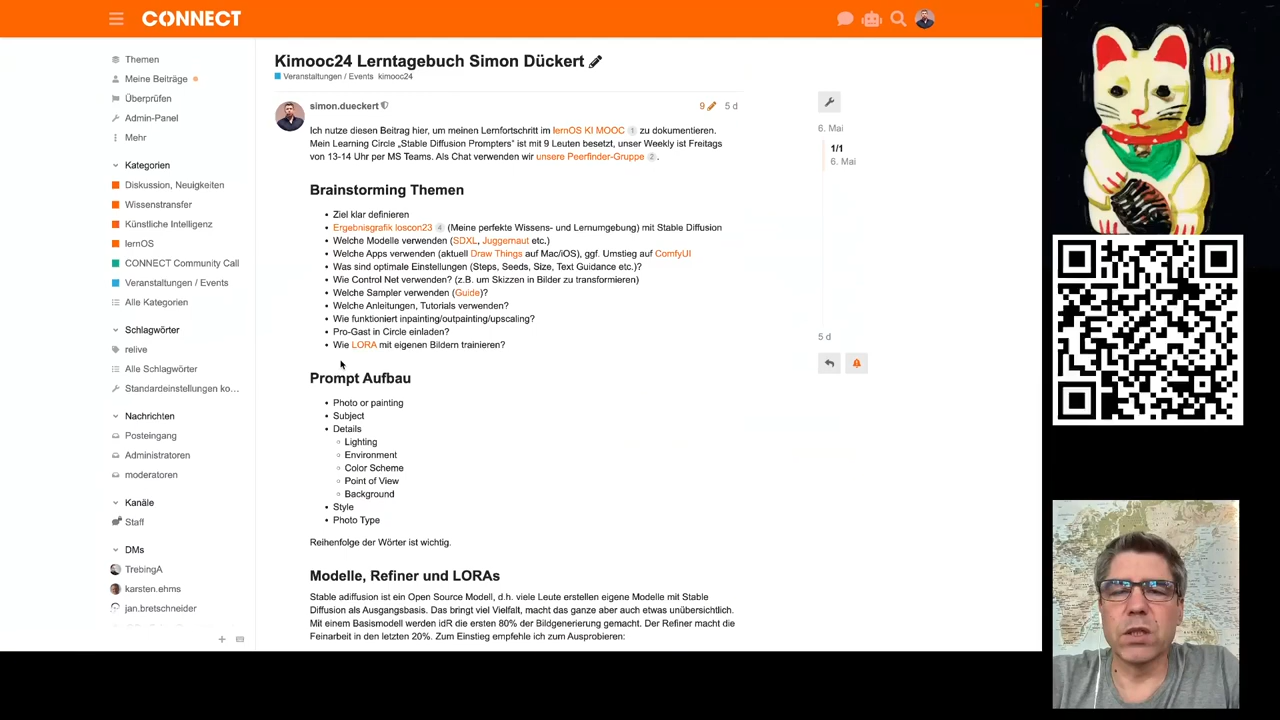 CONNECT
Themen
Meine Beiträge
Überprüfen
Admin-Panel
Mehr
Kategorien
Diskussion, Neuigkeiten
Wissenstransfer
Künstliche Intelligenz
lernOS
CONNECT Community Call
Veranstaltungen / Events
Alle Kategorien
Schlagwörter
relive
Alle Schlagwörter
Standardeinstellungen ko...
Nachrichten
Posteingang
Administratoren
moderatoren
Kanäle
Staff
DMs
TrebingA
karsten.ehms
jan.bretschneider
Kimooc24 Lerntagebuch Simon Dückert
Veranstaltungen / Events kimooc24
simon.dueckert 9 5 d
Ich nutze diesen Beitrag hier, um meinen Lernfortschritt im lernOS KI MOOC 1 zu dokumentieren.
Mein Learning Circle „Stable Diffusion Prompters“ ist mit 9 Leuten besetzt, unser Weekly ist Freitags
von 13-14 Uhr per MS Teams. Als Chat verwenden wir unsere Peerfinder-Gruppe 2.
Brainstorming Themen
• Ziel klar definieren
• Ergebnisgrafik loscon23 4 (Meine perfekte Wissens- und Lernumgebung) mit Stable Diffusion
• Welche Modelle verwenden (SDXL, Juggernaut etc.)
• Welche Apps verwenden (aktuell Draw Things auf Mac/iOS), ggf. Umstieg auf ComfyUI
• Was sind optimale Einstellungen (Steps, Seeds, Size, Text Guidance etc.)?
• Wie Control Net verwenden? (z.B. um Skizzen in Bilder zu transformieren)
• Welche Sampler verwenden (Guide)?
• Welche Anleitungen, Tutorials verwenden?
• Wie funktioniert inpainting/outpainting/upscaling?
• Pro-Gast in Circle einladen?
• Wie LORA mit eigenen Bildern trainieren?
Prompt Aufbau
• Photo or painting
• Subject
• Details
◦ Lighting
◦ Environment
◦ Color Scheme
◦ Point of View
◦ Background
• Style
• Photo Type
Reihenfolge der Wörter ist wichtig.
Modelle, Refiner und LORAs
Stable adiffusion ist ein Open Source Modell, d.h. viele Leute erstellen eigene Modelle mit Stable
Diffusion als Ausgangsbasis. Das bringt viel Vielfalt, macht das ganze aber auch etwas unübersichtlich.
Mit einem Basismodell werden idR die ersten 80% der Bildgenerierung gemacht. Der Refiner macht die
Feinarbeit in den letzten 20%. Zum Einstieg empfehle ich zum Ausprobieren:
6. Mai
1/1
6. Mai
5 d